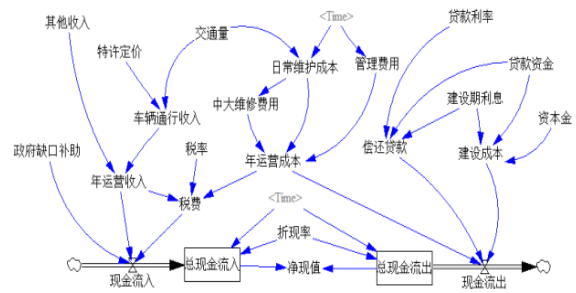 其他收入
<Time>
贷款利率
特许定价
交通量
日常维护成本
管理费用
贷款资金
中大维修费用
建设期利息
车辆通行收入
资本金
政府缺口补助
税率
年运营成本
偿还贷款
建设成本
年运营收入
税费
<Time>
折现率
总现金流入
净现值
总现金流出
现金流入
现金流出